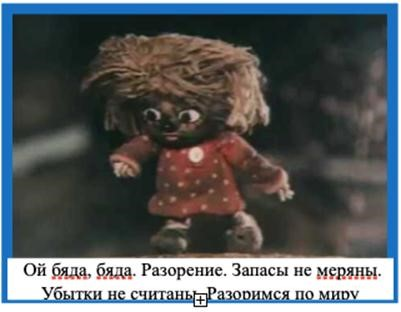 Ой бяда, бяда. Разорение. Запасы не меряны.
Убытки не считаны. Разоримся по миру